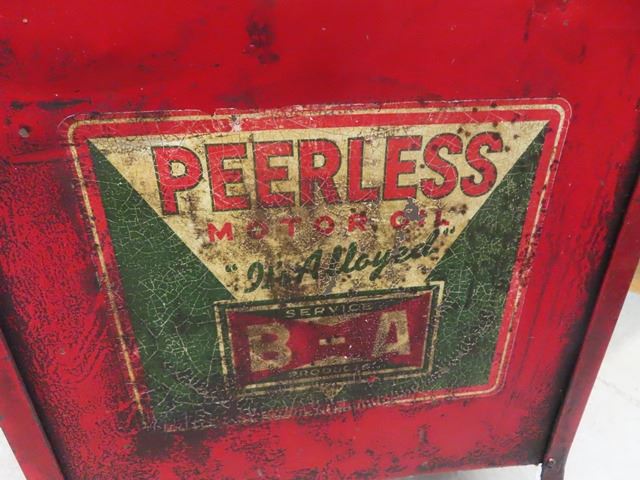 PEERLESS
MOTOR OIL
"It's Alloyed!"
SERVICE
B-A
PRODUCTS